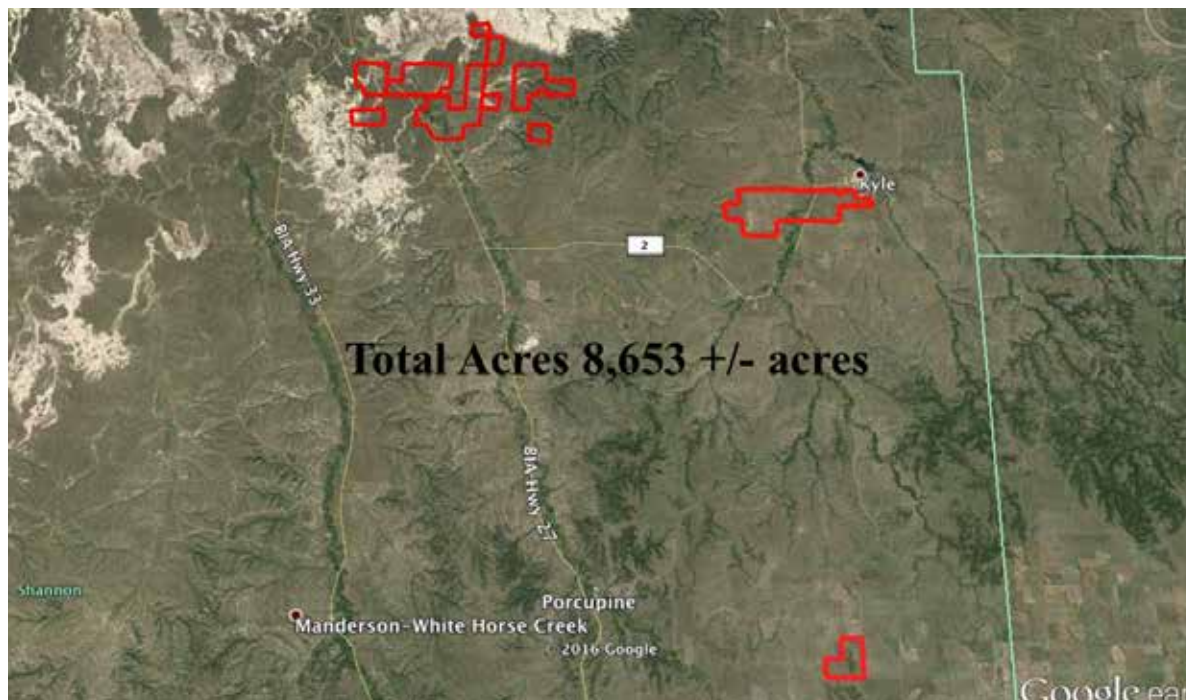 Kyle
2
BIA Hwy 33
Total Acres 8,653 +/- acres
BIA Hwy 27
Shannon
Porcupine
Manderson-White Horse Creek
© 2016 Google
Google ea